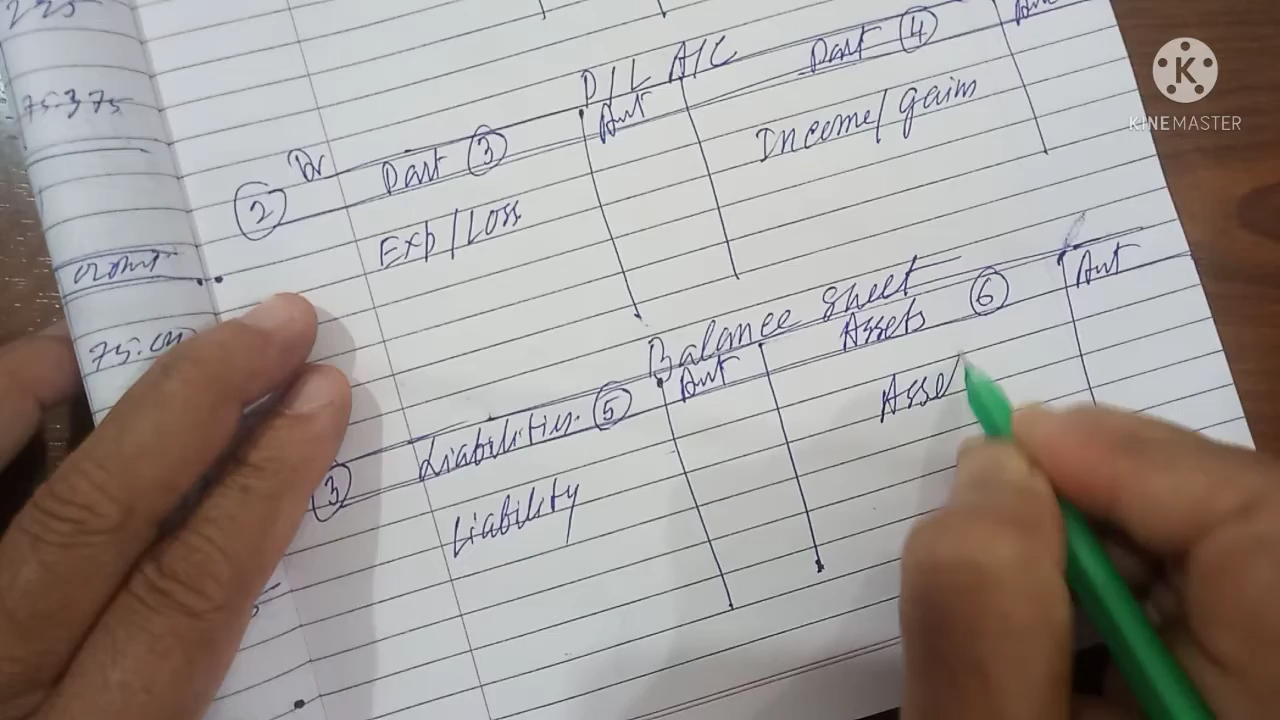 225
75375
KINEMASTER
P/L A/C
② Dr Part ③ Amt Part ④
Exp/Loss Income/gain
75.00
Balance Sheet
③ Liabilities ⑤ Amt Assets ⑥ Amt
Liability Asse